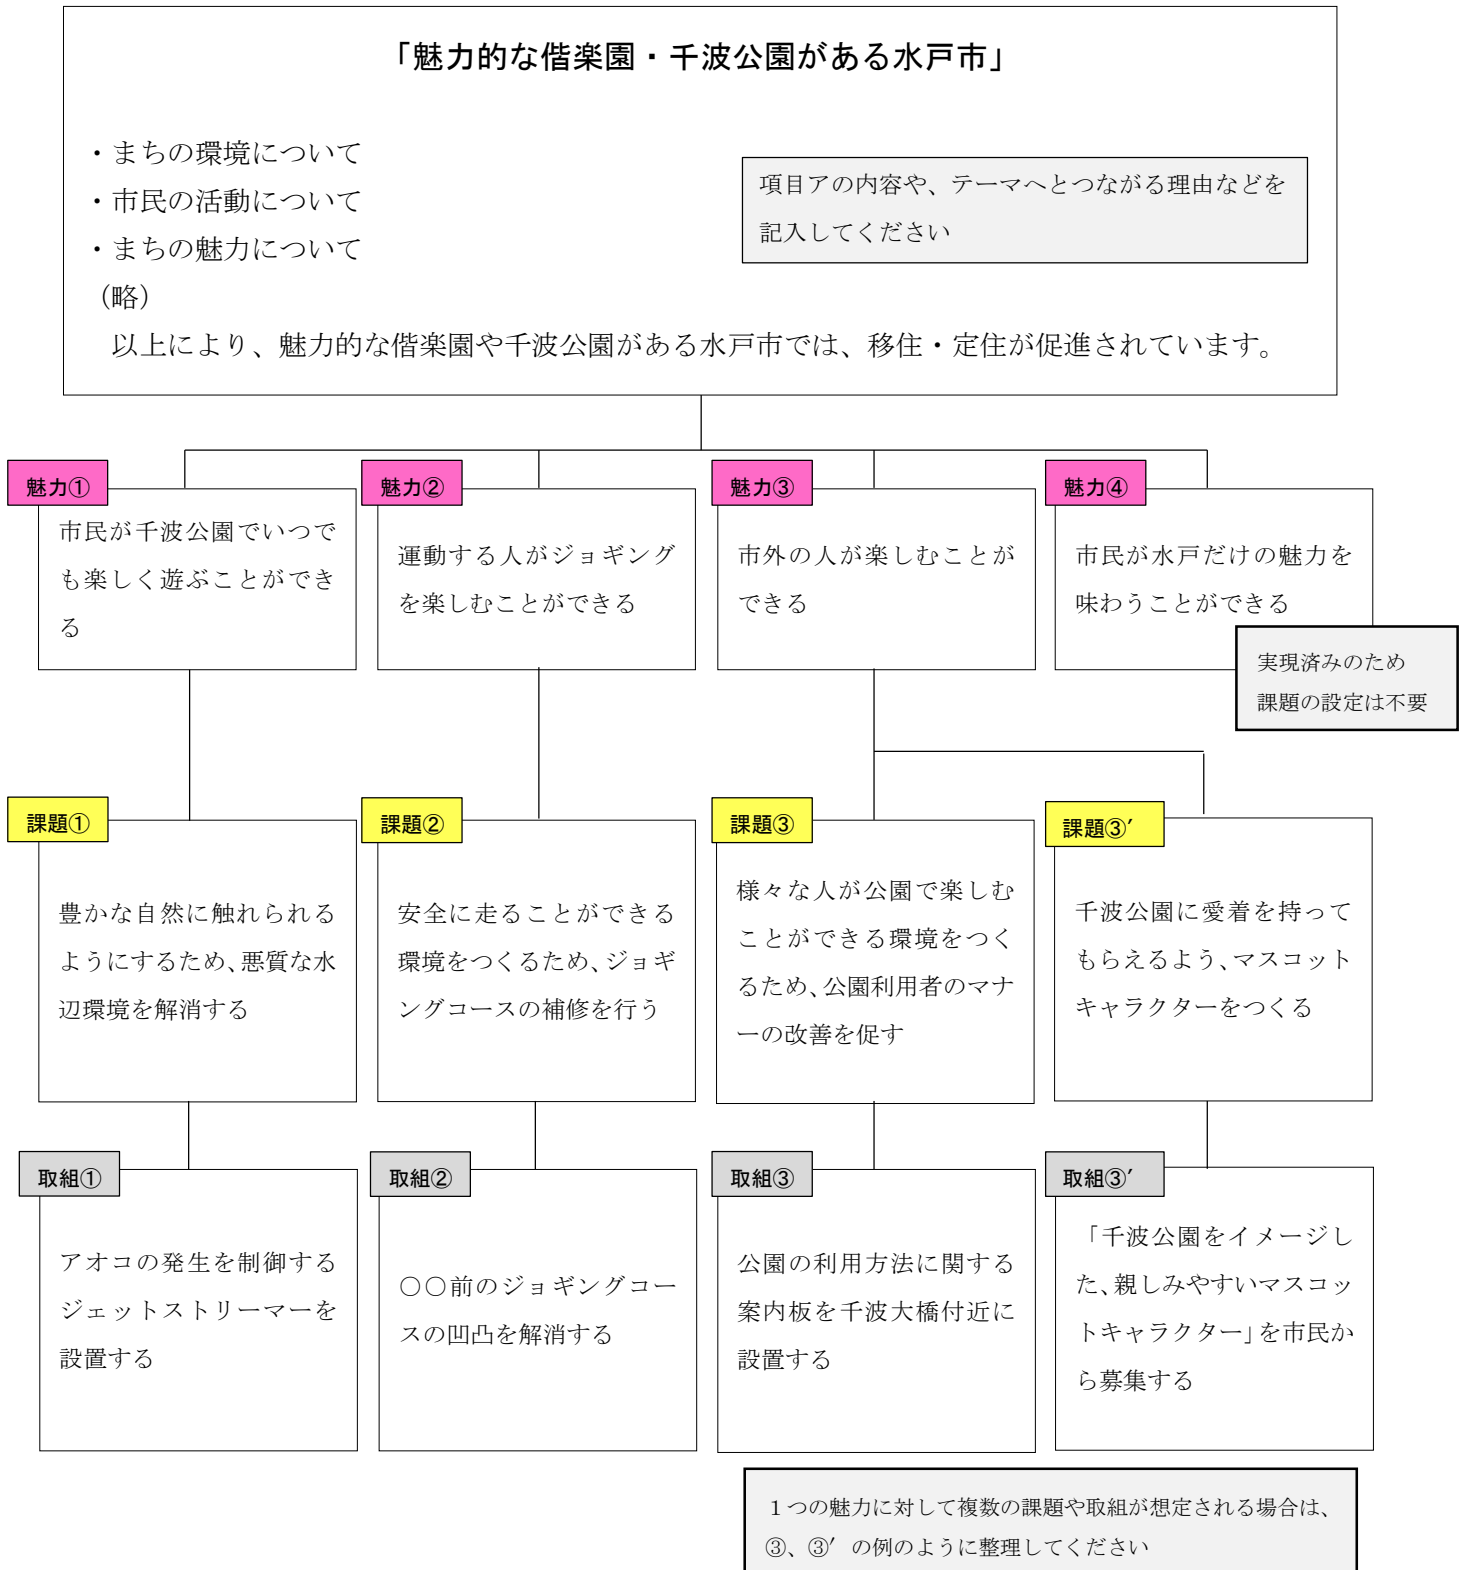 「魅力的な偕楽園・千波公園がある水戸市」
・まちの環境について
・市民の活動について
・まちの魅力について
（略）
以上により、魅力的な偕楽園や千波公園がある水戸市では、移住・定住が促進されています。
項目アの内容や、テーマへとつながる理由などを
記入してください
魅力①
市民が千波公園でいつで
も楽しく遊ぶことができ
る
魅力②
運動する人がジョギング
を楽しむことができる
魅力③
市外の人が楽しむことが
できる
魅力④
市民が水戸だけの魅力を
味わうことができる
実現済みのため
課題の設定は不要
課題①
豊かな自然に触れられる
ようにするため、悪質な水
辺環境を解消する
課題②
安全に走ることができる
環境をつくるため、ジョギ
ングコースの補修を行う
課題③
様々な人が公園で楽しむ
ことができる環境をつく
るため、公園利用者のマナ
ーの改善を促す
課題③′
千波公園に愛着を持って
もらえるよう、マスコット
キャラクターをつくる
取組①
アオコの発生を制御する
ジェットストリーマーを
設置する
取組②
〇〇前のジョギングコー
スの凹凸を解消する
取組③
公園の利用方法に関する
案内板を千波大橋付近に
設置する
取組③′
「千波公園をイメージし
た、親しみやすいマスコッ
トキャラクター」を市民か
ら募集する
１つの魅力に対して複数の課題や取組が想定される場合は、
③、③′の例のように整理してください